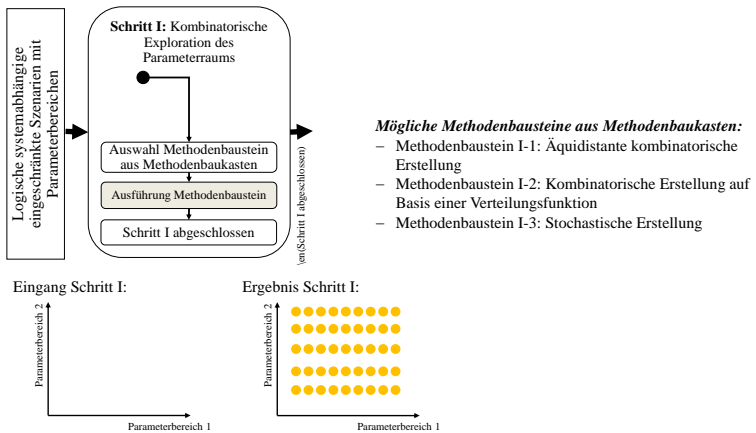 Logische systemabhängige
eingeschränkte Szenarien mit
Parameterbereichen
Schritt I: Kombinatorische
Exploration des
Parameterraums
Auswahl Methodenbaustein
aus Methodenbaukasten
Ausführung Methodenbaustein
Schritt I abgeschlossen
\en(Schritt I abgeschlossen)
Mögliche Methodenbausteine aus Methodenbaukasten:
– Methodenbaustein I-1: Äquidistante kombinatorische
Erstellung
– Methodenbaustein I-2: Kombinatorische Erstellung auf
Basis einer Verteilungsfunktion
– Methodenbaustein I-3: Stochastische Erstellung
Eingang Schritt I:
Parameterbereich 2
Parameterbereich 1
Ergebnis Schritt I:
Parameterbereich 2
Parameterbereich 1